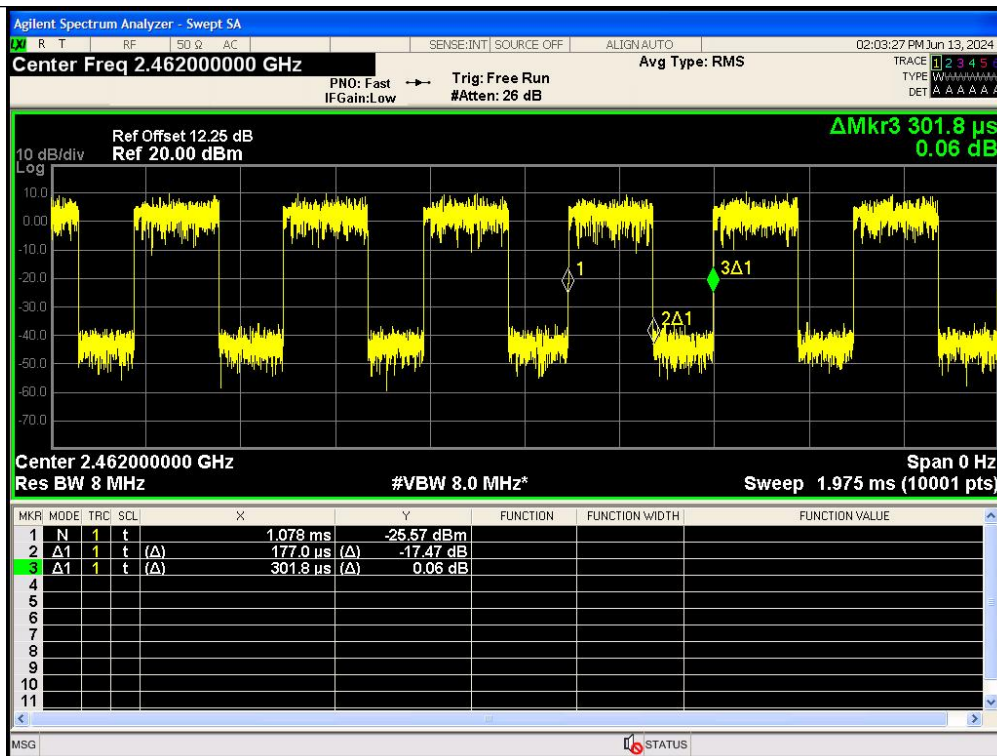 Agilent Spectrum Analyzer - Swept SA
LXI R T RF 50 Ω AC SENSE:INT SOURCE OFF ALIGN AUTO 02:03:27 PM Jun 13, 2024
Center Freq 2.462000000 GHz Avg Type: RMS TRACE 1 2 3 4 5 6
PNO: Fast Trig: Free Run TYPE
IFGain:Low #Atten: 26 dB DET A A A A A A
ΔMkr3 301.8 µs
0.06 dB
Ref Offset 12.25 dB
10 dB/div Ref 20.00 dBm
Log
10.0
0.00
-10.0
-20.0
-30.0
-40.0
-50.0
-60.0
-70.0
1
3Δ1
2Δ1
Center 2.462000000 GHz Span 0 Hz
Res BW 8 MHz #VBW 8.0 MHz* Sweep 1.975 ms (10001 pts)
MKR MODE TRC SCL X Y FUNCTION FUNCTION WIDTH FUNCTION VALUE
1 N 1 t 1.078 ms -25.57 dBm
2 Δ1 1 t (Δ) 177.0 µs (Δ) -17.47 dB
3 Δ1 1 t (Δ) 301.8 µs (Δ) 0.06 dB
4
5
6
7
8
9
10
11
MSG STATUS